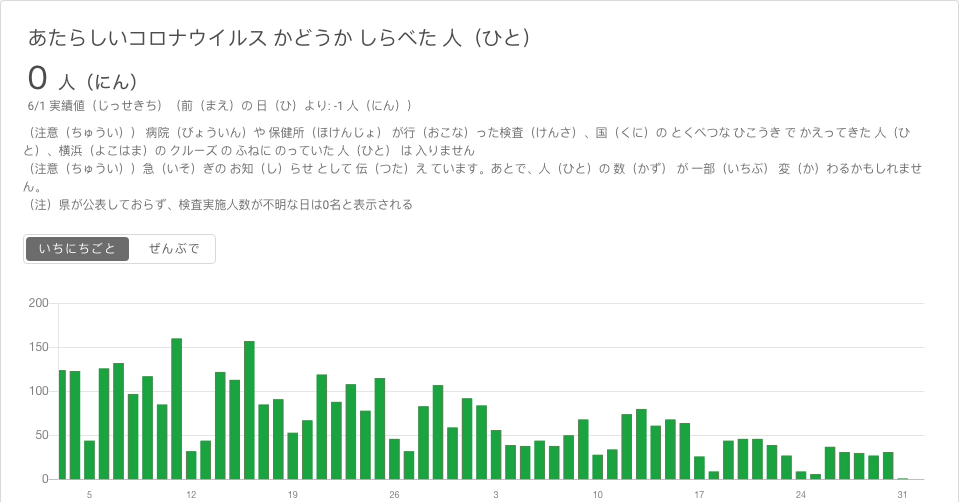 あたらしいコロナウイルス かどうか しらべた 人（ひと）
0 人（にん）
6/1 実績値（じっせきち）（前（まえ）の 日（ひ）より: -1 人（にん））
（注意（ちゅうい）） 病院（びょういん）や 保健所（ほけんじょ） が行（おこな）った検査（けんさ）、国（くに）の とくべつな ひこうき で かえってきた 人（ひ
と）、横浜（よこはま）の クルーズ の ふねに のっていた 人（ひと） は 入りません
（注意（ちゅうい））急（いそ）ぎの お知（し）らせ として 伝（つた）え ています。あとで、人（ひと）の 数（かず） が 一部（いちぶ） 変（か）わるかもしれませ
ん。
（注）県が公表しておらず、検査実施人数が不明な日は0名と表示される
いちにちごと ぜんぶで
200
150
100
50
0
5 12 19 26 3 10 17 24 31